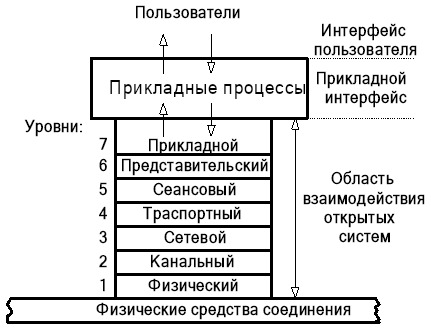 Пользователи
Интерфейс
пользователя
Прикладные процессы
Прикладной
интерфейс
Уровни:
7 Прикладной
6 Представительский
5 Сеансовый
4 Траспортный
3 Сетевой
2 Канальный
1 Физический
Область
взаимодействия
открытых
систем
Физические средства соединения